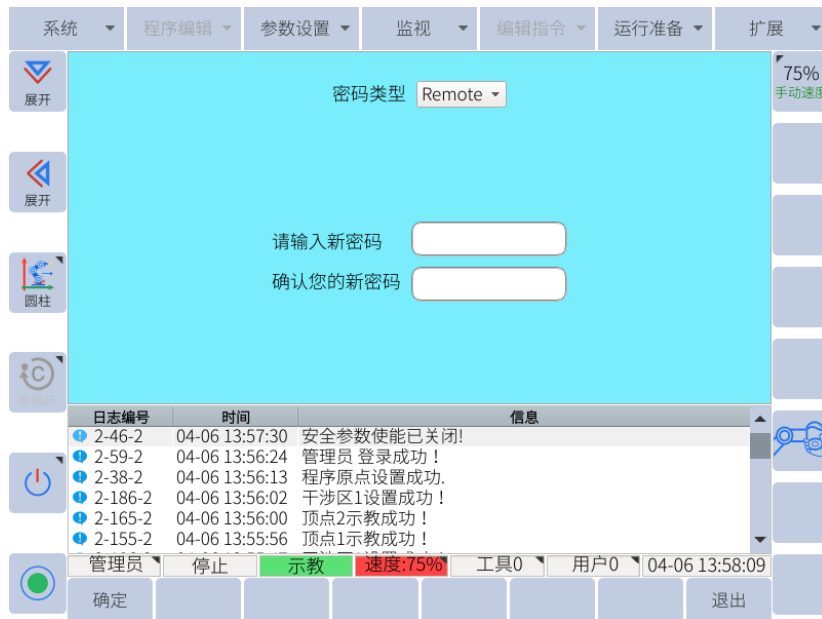 系统 程序编辑 参数设置 监视 编辑指令 运行准备 扩展
展开
75%
手动速度
密码类型 Remote
展开
请输入新密码
确认您的新密码
圆柱
日志编号 时间 信息
2-46-2 04-06 13:57:30 安全参数使能已关闭!
2-59-2 04-06 13:56:24 管理员 登录成功！
2-38-2 04-06 13:56:13 程序原点设置成功.
2-186-2 04-06 13:56:02 干涉区1设置成功！
2-165-2 04-06 13:56:00 顶点2示教成功！
2-155-2 04-06 13:55:56 顶点1示教成功！
管理员 停止 示教 速度:75% 工具0 用户0 04-06 13:58:09
确定 退出